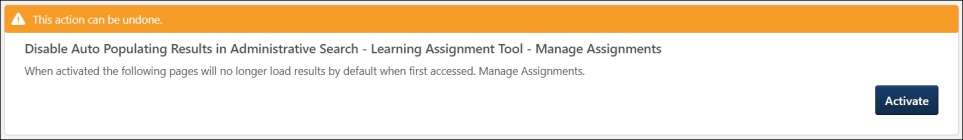 This action can be undone.
Disable Auto Populating Results in Administrative Search - Learning Assignment Tool - Manage Assignments
When activated the following pages will no longer load results by default when first accessed. Manage Assignments.
Activate